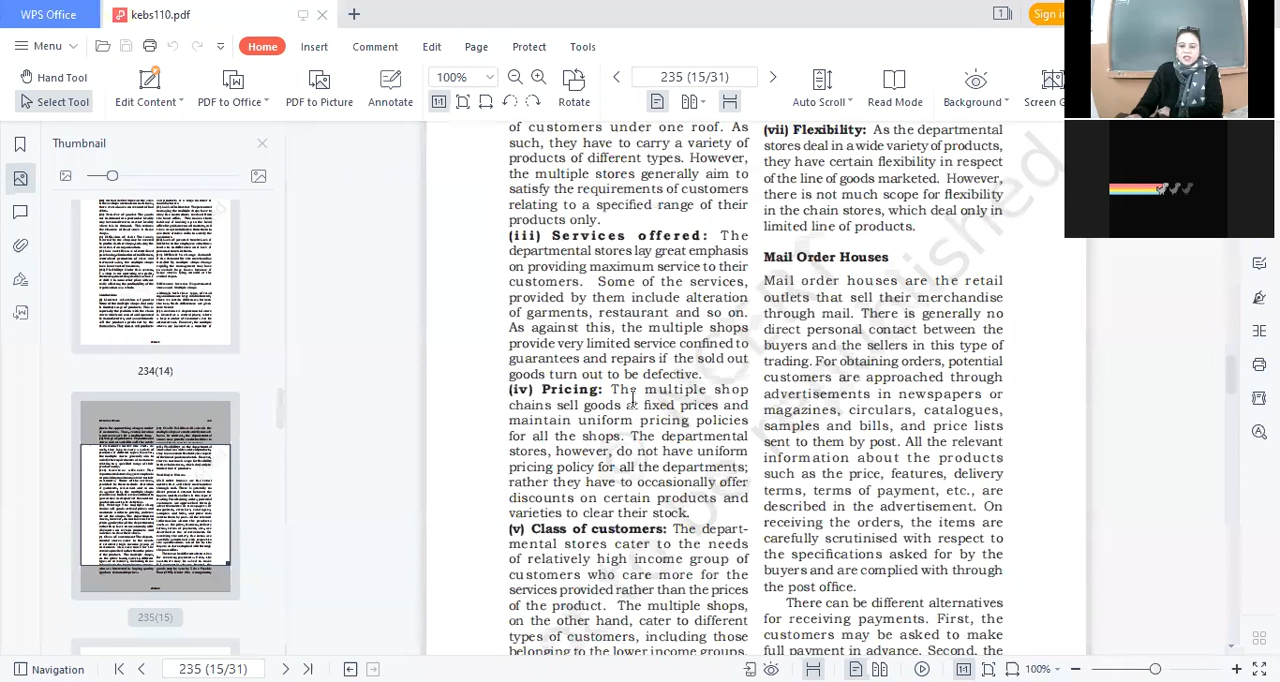 WPS Office
kebs110.pdf
1
Sign in
Menu
Home
Insert
Comment
Edit
Page
Protect
Tools
Hand Tool
Select Tool
Edit Content
PDF to Office
PDF to Picture
Annotate
100%
Rotate
235 (15/31)
Auto Scroll
Read Mode
Background
Screen G
Thumbnail
234(14)
235(15)
of customers under one roof. As
such, they have to carry a variety of
products of different types. However,
the multiple stores generally aim to
satisfy the requirements of customers
relating to a specified range of their
products only.
(iii) Services offered: The
departmental stores lay great emphasis
on providing maximum service to their
customers. Some of the services,
provided by them include alteration
of garments, restaurant and so on.
As against this, the multiple shops
provide very limited service confined to
guarantees and repairs if the sold out
goods turn out to be defective.
(iv) Pricing: The multiple shop
chains sell goods at fixed prices and
maintain uniform pricing policies
for all the shops. The departmental
stores, however, do not have uniform
pricing policy for all the departments;
rather they have to occasionally offer
discounts on certain products and
varieties to clear their stock.
(v) Class of customers: The depart-
mental stores cater to the needs
of relatively high income group of
customers who care more for the
services provided rather than the prices
of the product. The multiple shops,
on the other hand, cater to different
types of customers, including those
belonging to the lower income groups,
(vii) Flexibility: As the departmental
stores deal in a wide variety of products,
they have certain flexibility in respect
of the line of goods marketed. However,
there is not much scope for flexibility
in the chain stores, which deal only in
limited line of products.
Mail Order Houses
Mail order houses are the retail
outlets that sell their merchandise
through mail. There is generally no
direct personal contact between the
buyers and the sellers in this type of
trading. For obtaining orders, potential
customers are approached through
advertisements in newspapers or
magazines, circulars, catalogues,
samples and bills, and price lists
sent to them by post. All the relevant
information about the products
such as the price, features, delivery
terms, terms of payment, etc., are
described in the advertisement. On
receiving the orders, the items are
carefully scrutinised with respect to
the specifications asked for by the
buyers and are complied with through
the post office.
There can be different alternatives
for receiving payments. First, the
customers may be asked to make
full payment in advance. Second, the
Navigation
235 (15/31)
100%